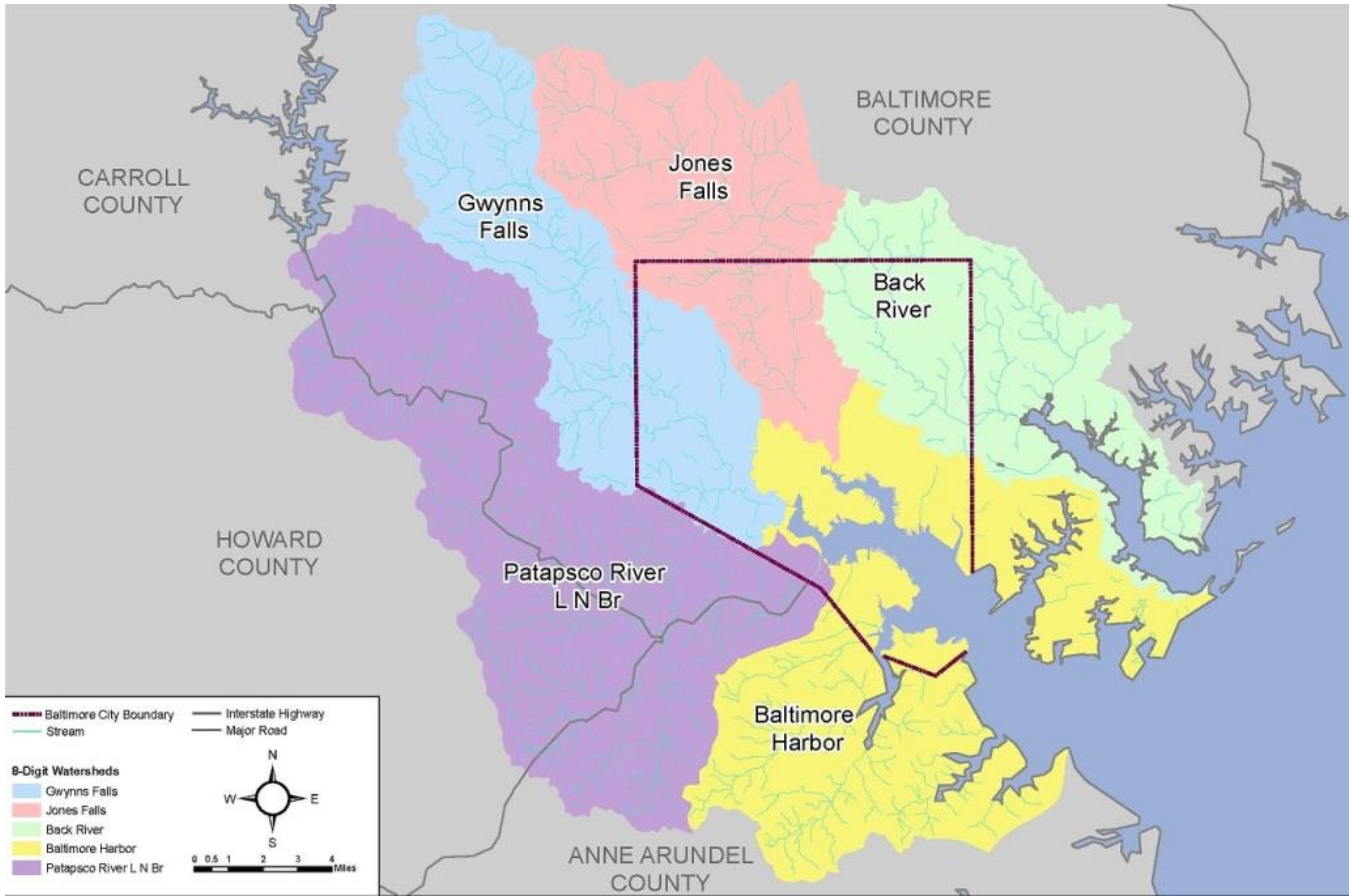 BALTIMORE
COUNTY
CARROLL
COUNTY
Jones
Falls
Gwynns
Falls
Back
River
HOWARD
COUNTY
Patapsco River
L N Br
Baltimore
Harbor
ANNE ARUNDEL
COUNTY
Baltimore City Boundary
Interstate Highway
Stream
Major Road
8-Digit Watersheds
Gwynns Falls
Jones Falls
Back River
Baltimore Harbor
Patapsco River L N Br
N
W E
S
0 0.5 1 2 3 4
Miles